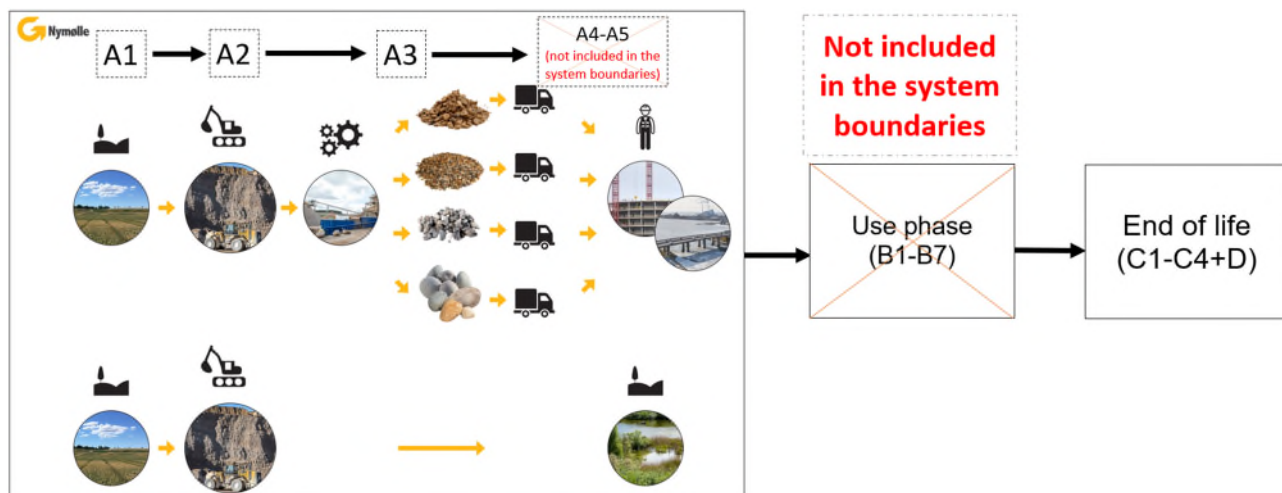 Nymølle
A1
A2
A3
A4-A5
(not included in the
system boundaries)
Not included
in the system
boundaries
Use phase
(B1-B7)
End of life
(C1-C4+D)